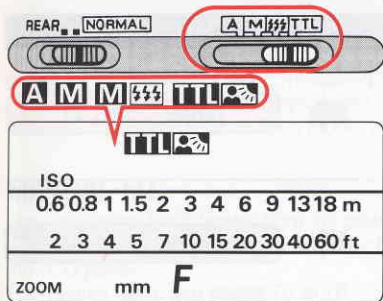 REAR NORMAL A M TTL
A M M TTL
TTL
ISO
0.6 0.8 1 1.5 2 3 4 6 9 13 18 m
2 3 4 5 7 10 15 20 30 40 60 ft
ZOOM mm F